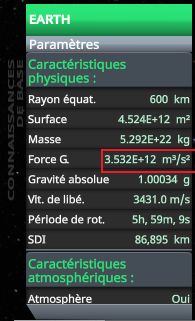 EARTH
Paramètres
CONNAISSANCES
DE BASE
Caractéristiques
physiques :
Rayon équat. 600 km
Surface 4.524E+12 m²
Masse 5.292E+22 kg
Force G. 3.532E+12 m³/s²
Gravité absolue 1.00034 g
Vit. de libé. 3431.0 m/s
Période de rot. 5h, 59m, 9s
SDI 86,895 km
Caractéristiques
atmosphériques :
Atmosphère Oui